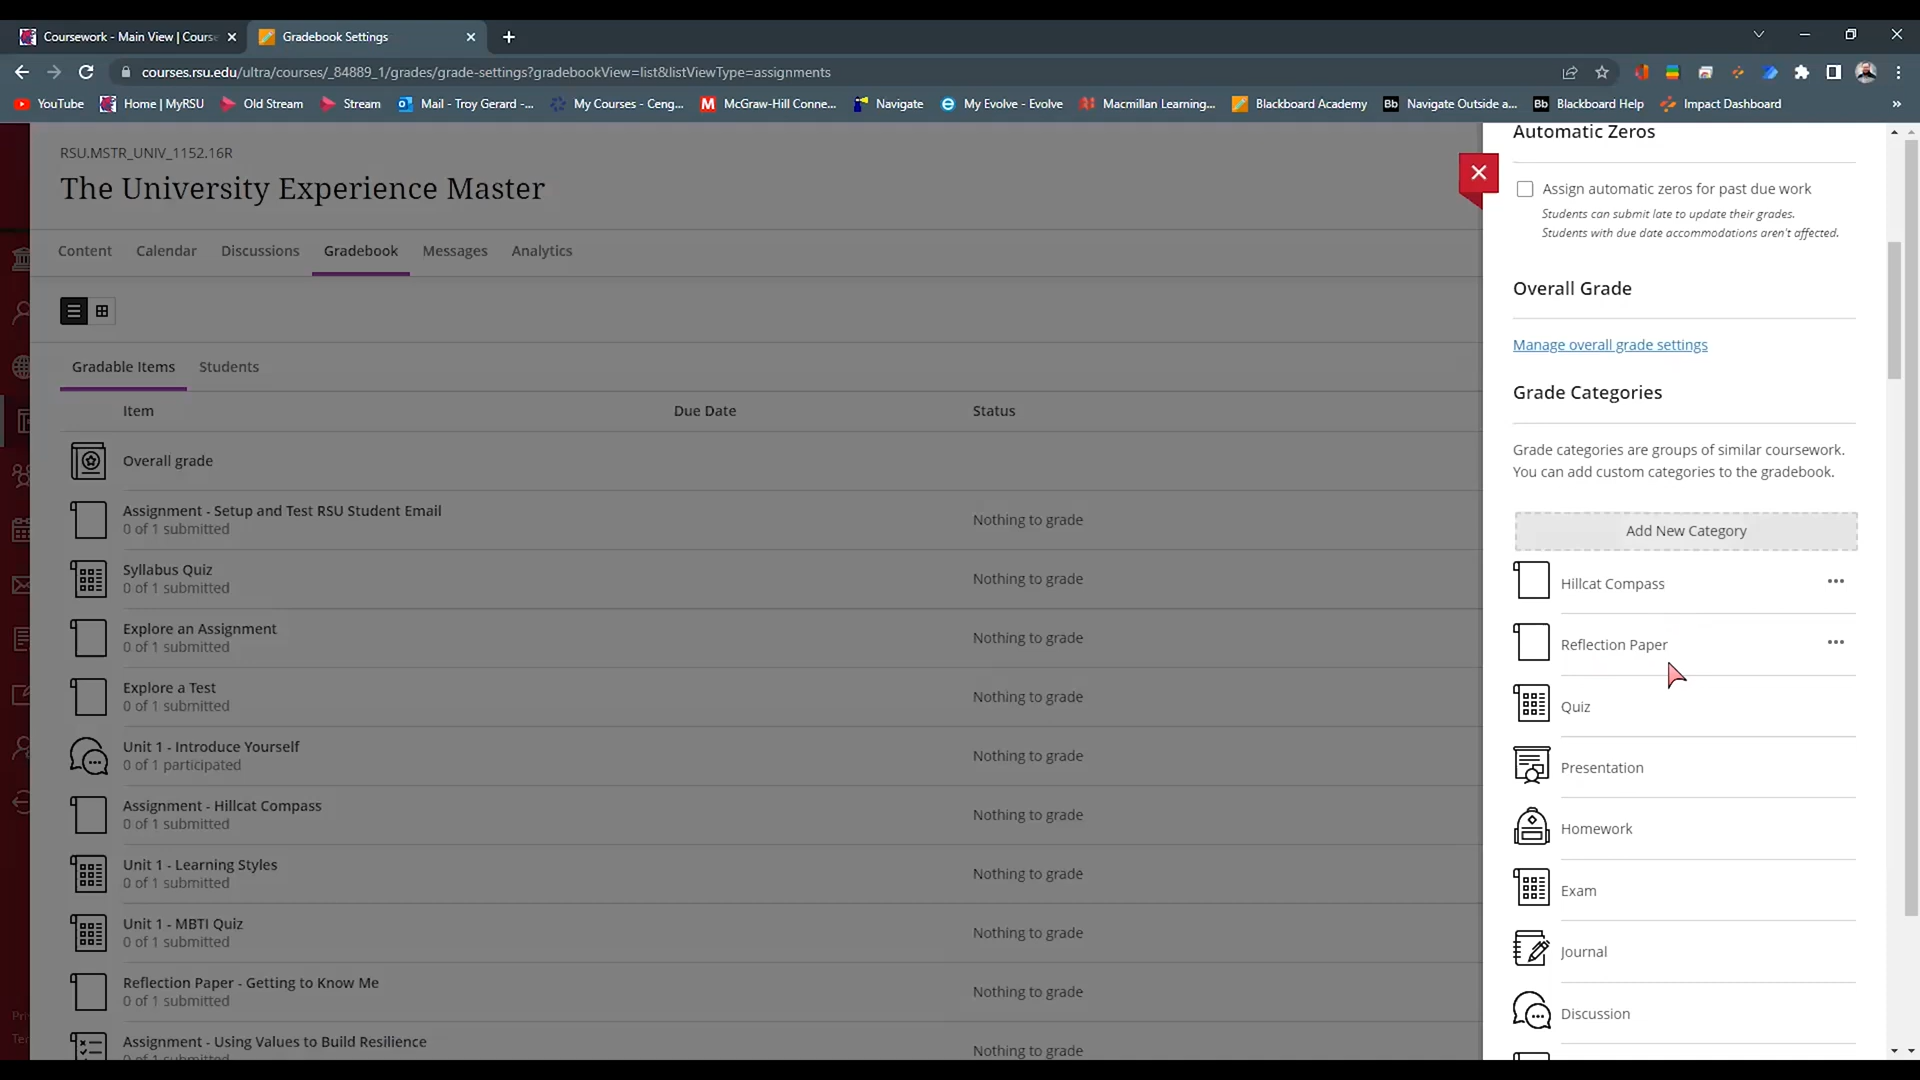 Coursework - Main View | Course
Gradebook Settings
courses.rsu.edu/ultra/courses/_84889_1/grades/grade-settings?gradebookView=list&listViewType=assignments
YouTube
Home | MyRSU
Old Stream
Stream
Mail - Troy Gerard -...
My Courses - Ceng...
McGraw-Hill Conne...
Navigate
My Evolve - Evolve
Macmillan Learning...
Blackboard Academy
Bb Navigate Outside a...
Bb Blackboard Help
Impact Dashboard
»
RSU.MSTR_UNIV_1152.16R
The University Experience Master
Content
Calendar
Discussions
Gradebook
Messages
Analytics
Gradable Items
Students
Item
Due Date
Status
Overall grade
Assignment - Setup and Test RSU Student Email
0 of 1 submitted
Nothing to grade
Syllabus Quiz
0 of 1 submitted
Nothing to grade
Explore an Assignment
0 of 1 submitted
Nothing to grade
Explore a Test
0 of 1 submitted
Nothing to grade
Unit 1 - Introduce Yourself
0 of 1 participated
Nothing to grade
Assignment - Hillcat Compass
0 of 1 submitted
Nothing to grade
Unit 1 - Learning Styles
0 of 1 submitted
Nothing to grade
Unit 1 - MBTI Quiz
0 of 1 submitted
Nothing to grade
Reflection Paper - Getting to Know Me
0 of 1 submitted
Nothing to grade
Assignment - Using Values to Build Resilience
0 of 1 submitted
Nothing to grade
Pri
Ter
Automatic Zeros
Assign automatic zeros for past due work
Students can submit late to update their grades.
Students with due date accommodations aren't affected.
Overall Grade
Manage overall grade settings
Grade Categories
Grade categories are groups of similar coursework.
You can add custom categories to the gradebook.
Add New Category
Hillcat Compass
Reflection Paper
Quiz
Presentation
Homework
Exam
Journal
Discussion